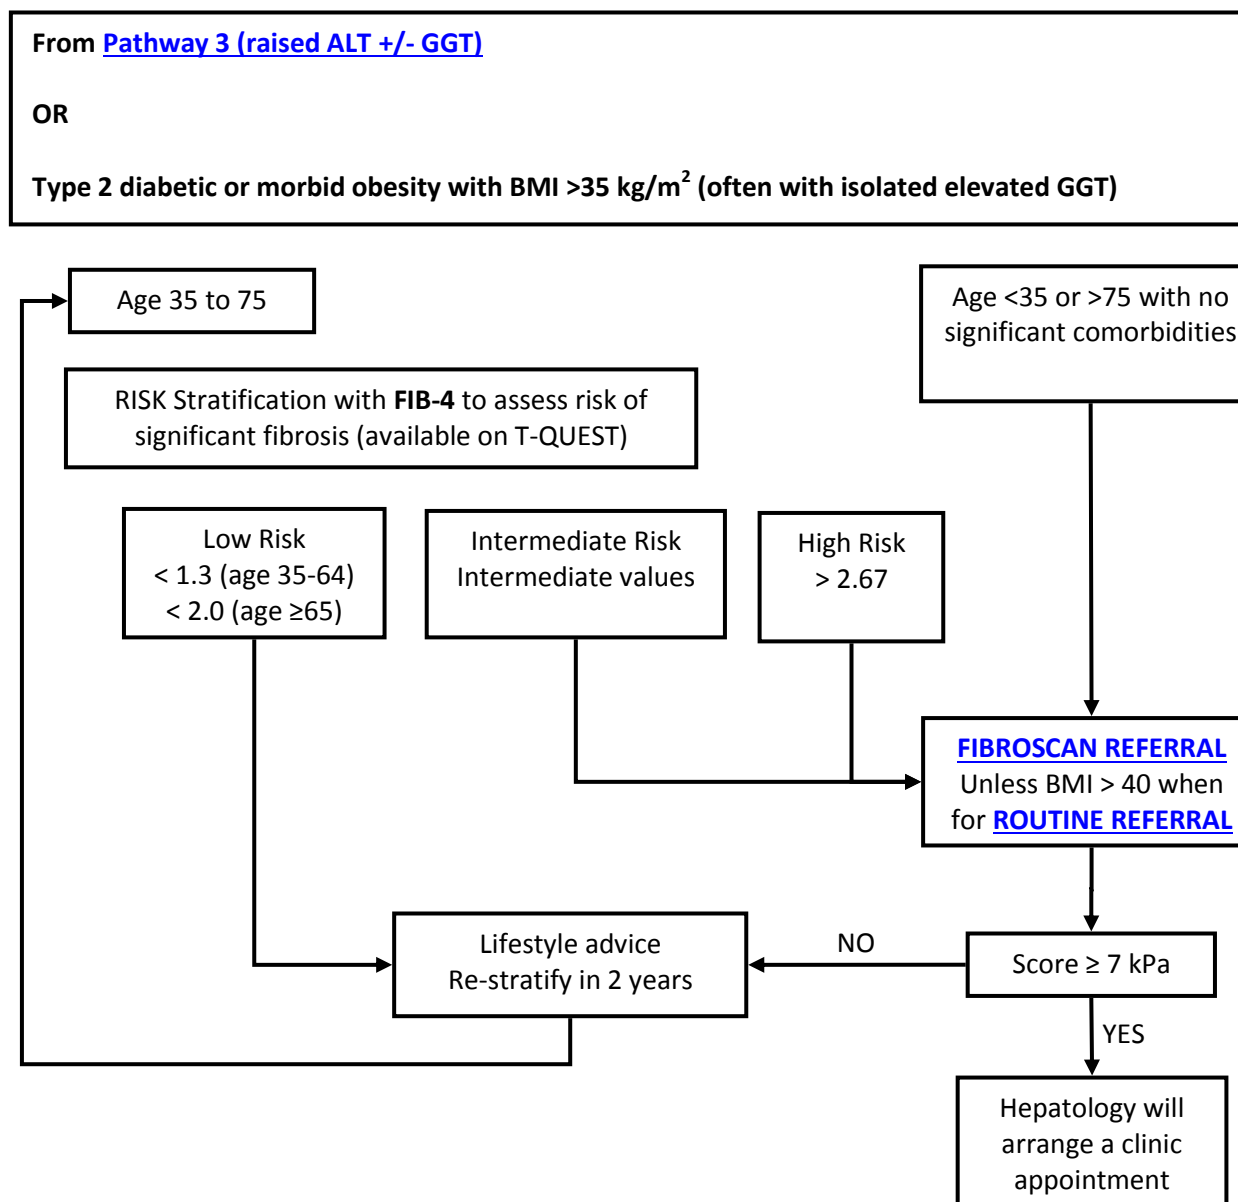 From Pathway 3 (raised ALT +/- GGT)
OR
Type 2 diabetic or morbid obesity with BMI >35 kg/m² (often with isolated elevated GGT)
Age 35 to 75
Age <35 or >75 with no
significant comorbidities
RISK Stratification with FIB-4 to assess risk of
significant fibrosis (available on T-QUEST)
Low Risk
< 1.3 (age 35-64)
< 2.0 (age ≥65)
Intermediate Risk
Intermediate values
High Risk
> 2.67
FIBROSCAN REFERRAL
Unless BMI > 40 when
for ROUTINE REFERRAL
Lifestyle advice
Re-stratify in 2 years
NO
Score ≥ 7 kPa
YES
Hepatology will
arrange a clinic
appointment